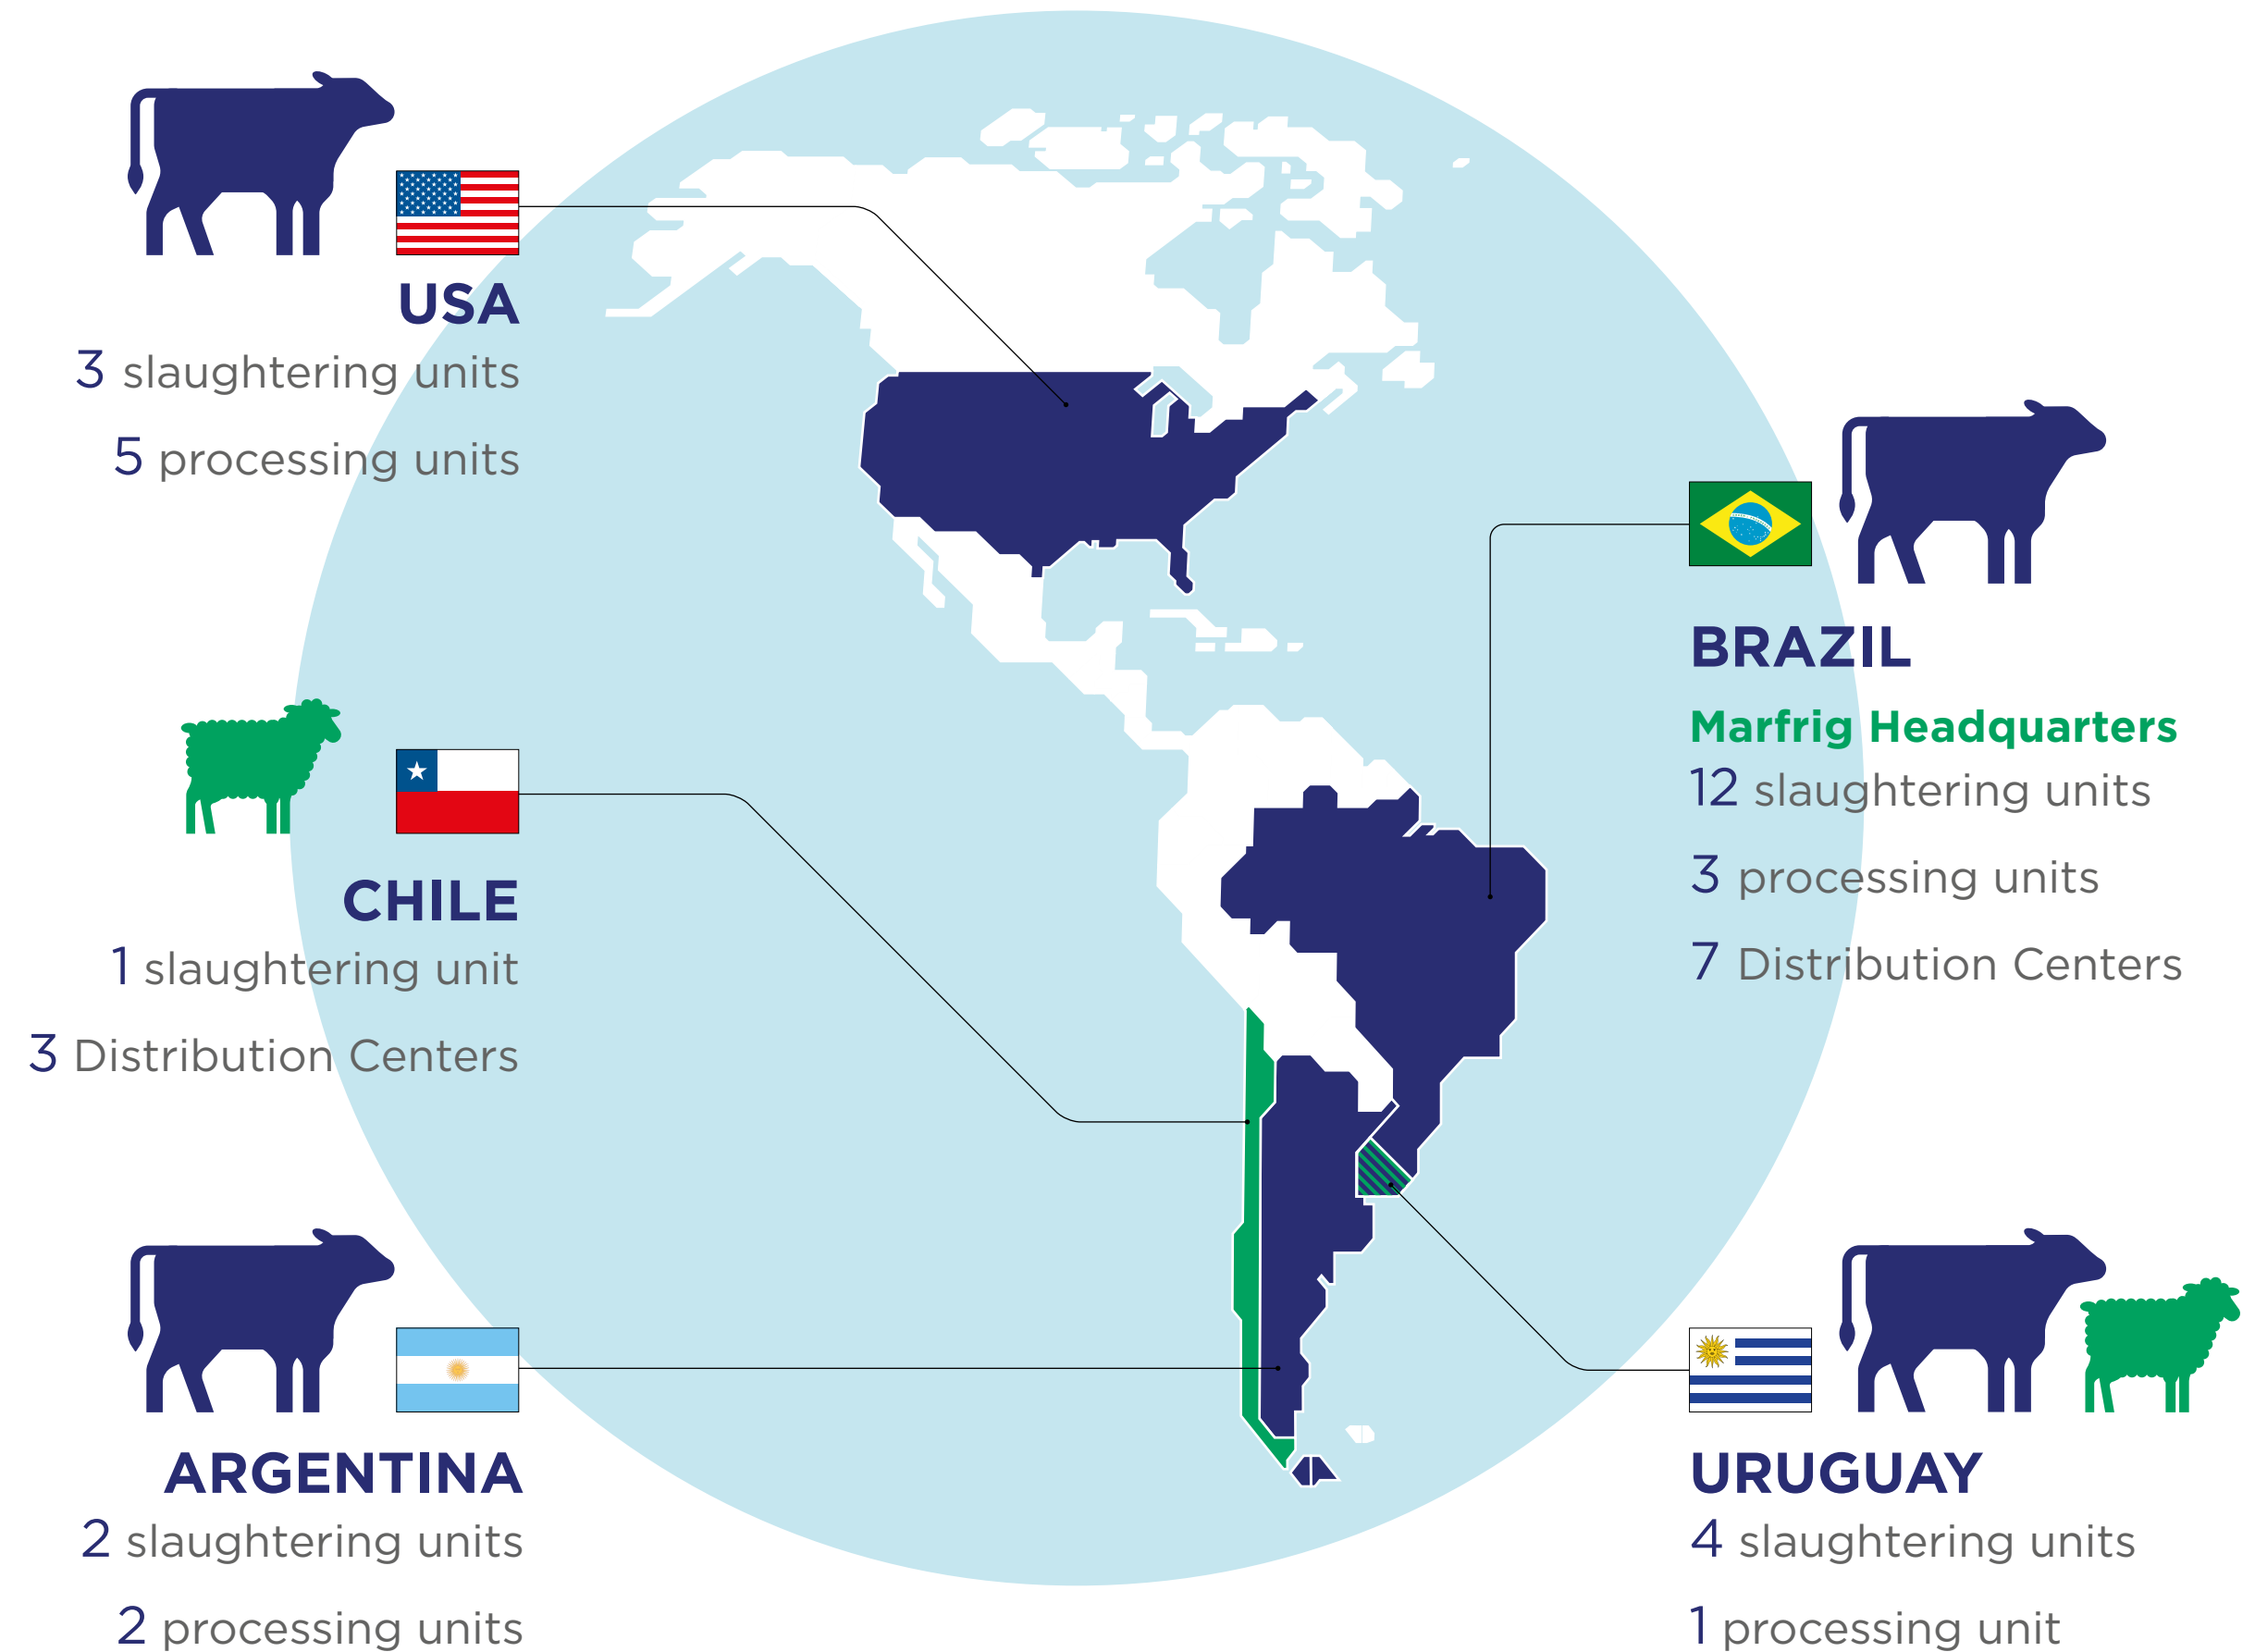 USA
3 slaughtering units
5 processing units
BRAZIL
Marfrig Headquarters
12 slaughtering units
3 processing units
7 Distribution Centers
CHILE
1 slaughtering unit
3 Distribution Centers
ARGENTINA
2 slaughtering units
2 processing units
URUGUAY
4 slaughtering units
1 processing unit